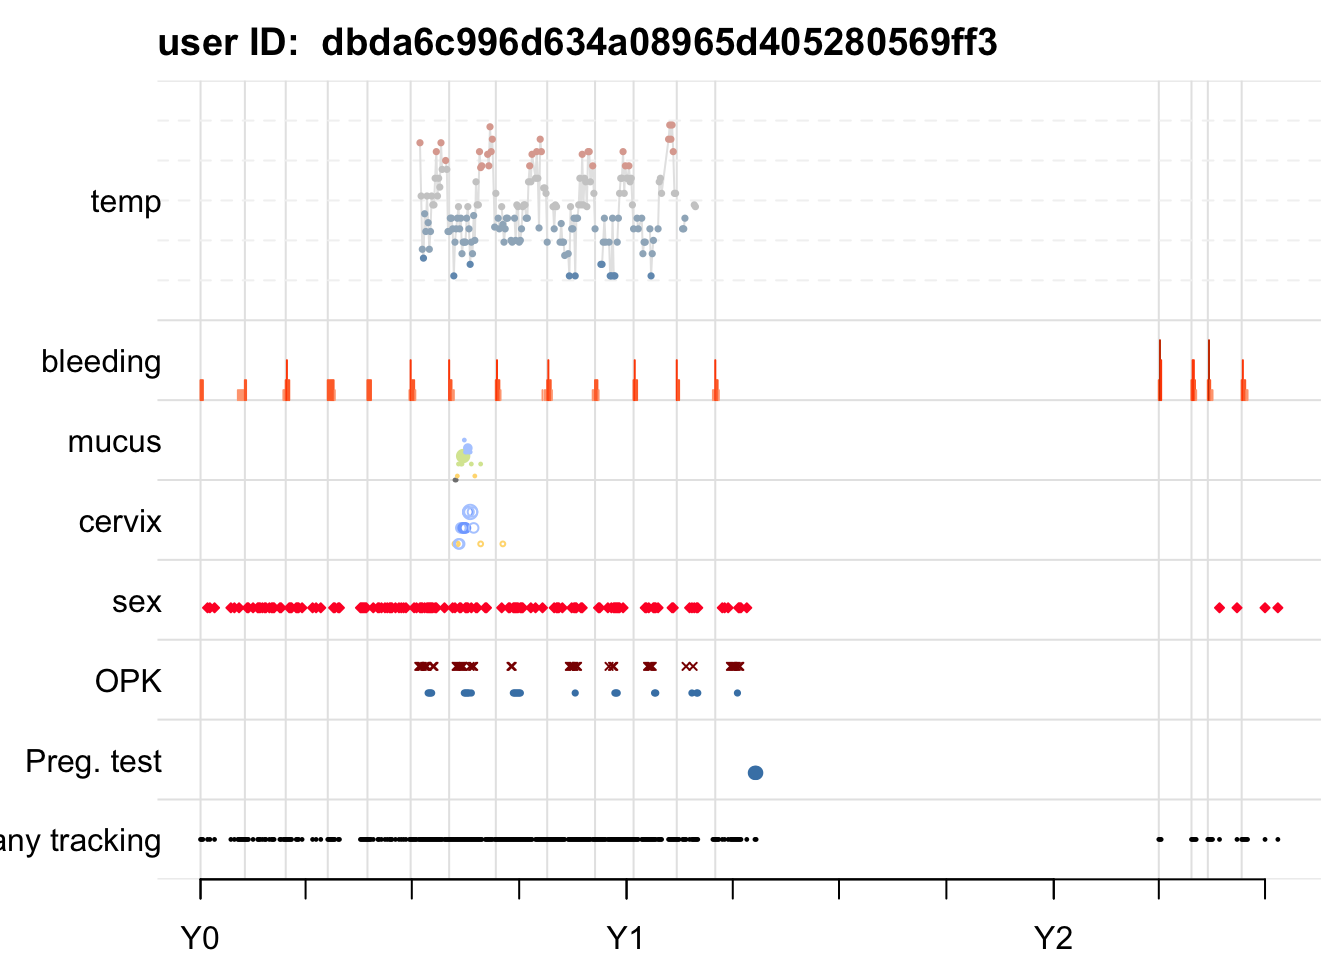 user ID:  dbda6c996d634a08965d405280569ff3
temp
bleeding
mucus
cervix
sex
OPK
Preg. test
any tracking
Y0 Y1 Y2